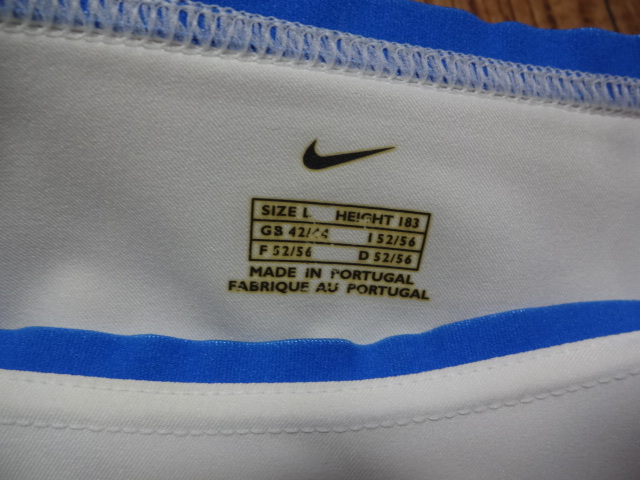 SIZE L HEIGHT 183
GB 42/44 I 52/56
F 52/56 D 52/56
MADE IN PORTUGAL
FABRIQUE AU PORTUGAL